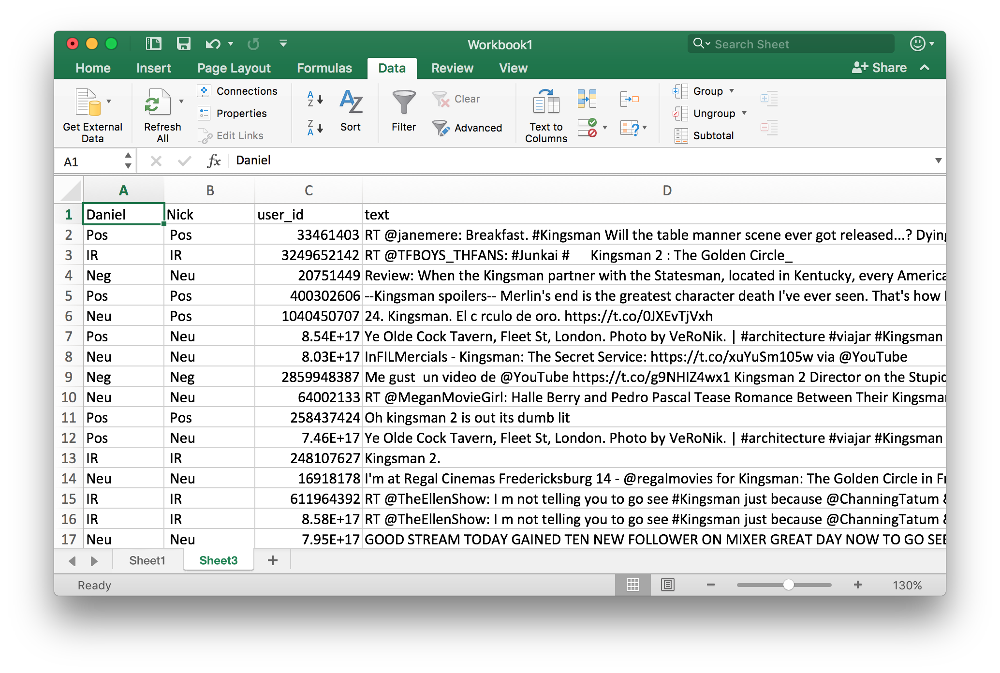 Workbook1
Search Sheet
Home Insert Page Layout Formulas Data Review View Share
Get External Data
Refresh All
Connections
Properties
Edit Links
A Z
Z A
AZ
Sort
Filter
Clear
Advanced
Text to Columns
?
Group
Ungroup
Subtotal
A1 fx Daniel
A B C D
1 Daniel Nick user_id text
2 Pos Pos 33461403 RT @janemere: Breakfast. #Kingsman Will the table manner scene ever got released...? Dying
3 IR IR 3249652142 RT @TFBOYS_THFANS: #Junkai # Kingsman 2 : The Golden Circle_
4 Neg Neu 20751449 Review: When the Kingsman partner with the Statesman, located in Kentucky, every America
5 Pos Pos 400302606 --Kingsman spoilers-- Merlin's end is the greatest character death I've ever seen. That's how
6 Neu Pos 1040450707 24. Kingsman. El c rculo de oro. https://t.co/0JXEvTjVxh
7 Pos Neu 8.54E+17 Ye Olde Cock Tavern, Fleet St, London. Photo by VeRoNik. | #architecture #viajar #Kingsman
8 Neu Neu 8.03E+17 InFILMercials - Kingsman: The Secret Service: https://t.co/xuYuSm105w via @YouTube
9 Neg Neg 2859948387 Me gust un video de @YouTube https://t.co/g9NHIZ4wx1 Kingsman 2 Director on the Stupid
10 Neu Neu 64002133 RT @MeganMovieGirl: Halle Berry and Pedro Pascal Tease Romance Between Their Kingsman
11 Pos Pos 258437424 Oh kingsman 2 is out its dumb lit
12 Pos Neu 7.46E+17 Ye Olde Cock Tavern, Fleet St, London. Photo by VeRoNik. | #architecture #viajar #Kingsman
13 IR IR 248107627 Kingsman 2.
14 Neu Neu 16918178 I'm at Regal Cinemas Fredericksburg 14 - @regalmovies for Kingsman: The Golden Circle in
15 IR IR 611964392 RT @TheEllenShow: I m not telling you to go see #Kingsman just because @ChanningTatum &
16 IR IR 8.58E+17 RT @TheEllenShow: I m not telling you to go see #Kingsman just because @ChanningTatum &
17 Neu Neu 7.95E+17 GOOD STREAM TODAY GAINED TEN NEW FOLLOWER ON MIXER GREAT DAY NOW TO GO SEE
Sheet1 Sheet3 +
Ready 130%